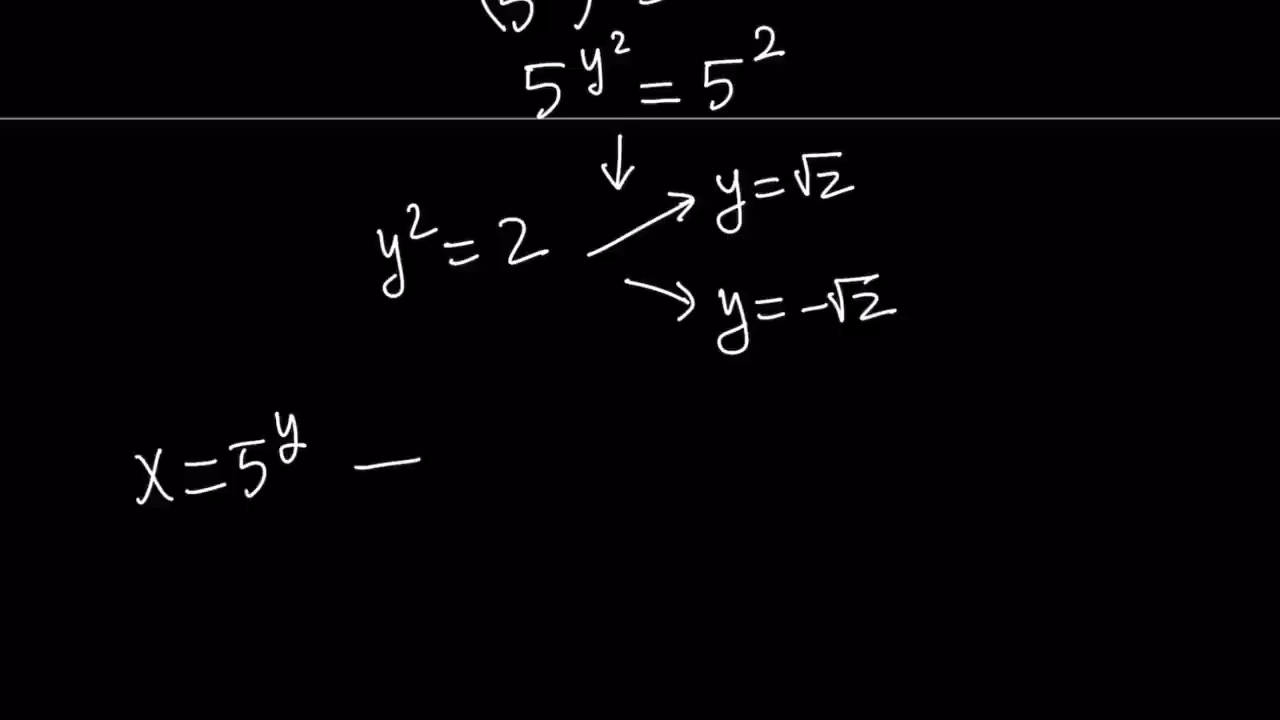 5^{y^2} = 5^2
↓
y^2 = 2 → y = √2
→ y = -√2
x = 5^y —